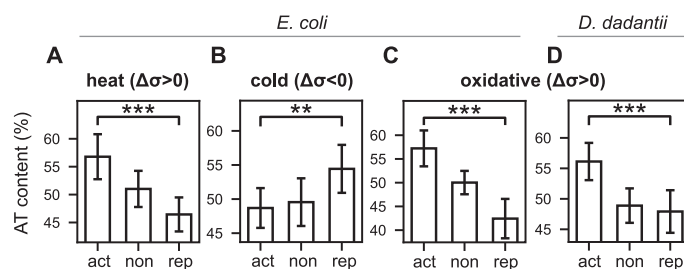 E. coli
D. dadantii
A
B
C
D
heat (Δσ>0)
cold (Δσ<0)
oxidative (Δσ>0)
AT content (%)
***
60
55
50
45
act non rep
**
60
55
50
45
act non rep
***
60
55
50
45
40
act non rep
***
60
55
50
45
act non rep